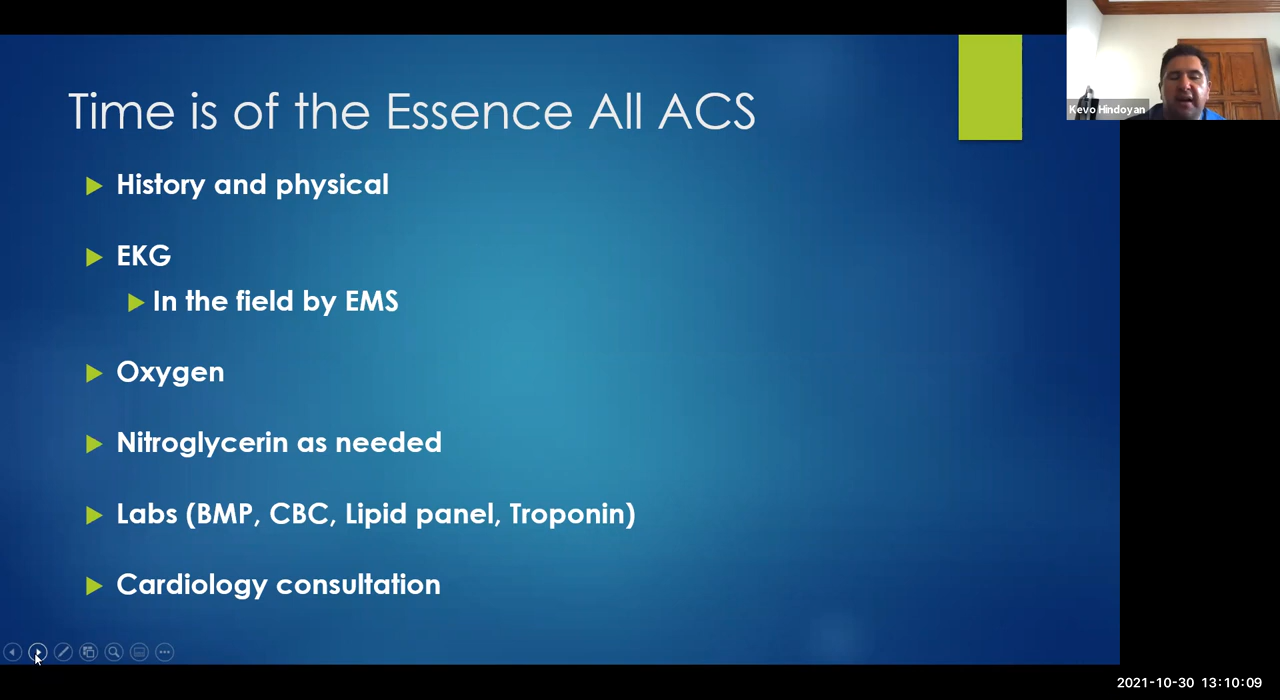 Time is of the Essence All ACS
History and physical
EKG
In the field by EMS
Oxygen
Nitroglycerin as needed
Labs (BMP, CBC, Lipid panel, Troponin)
Cardiology consultation
Kevo Hindoyan
2021-10-30 13:10:09